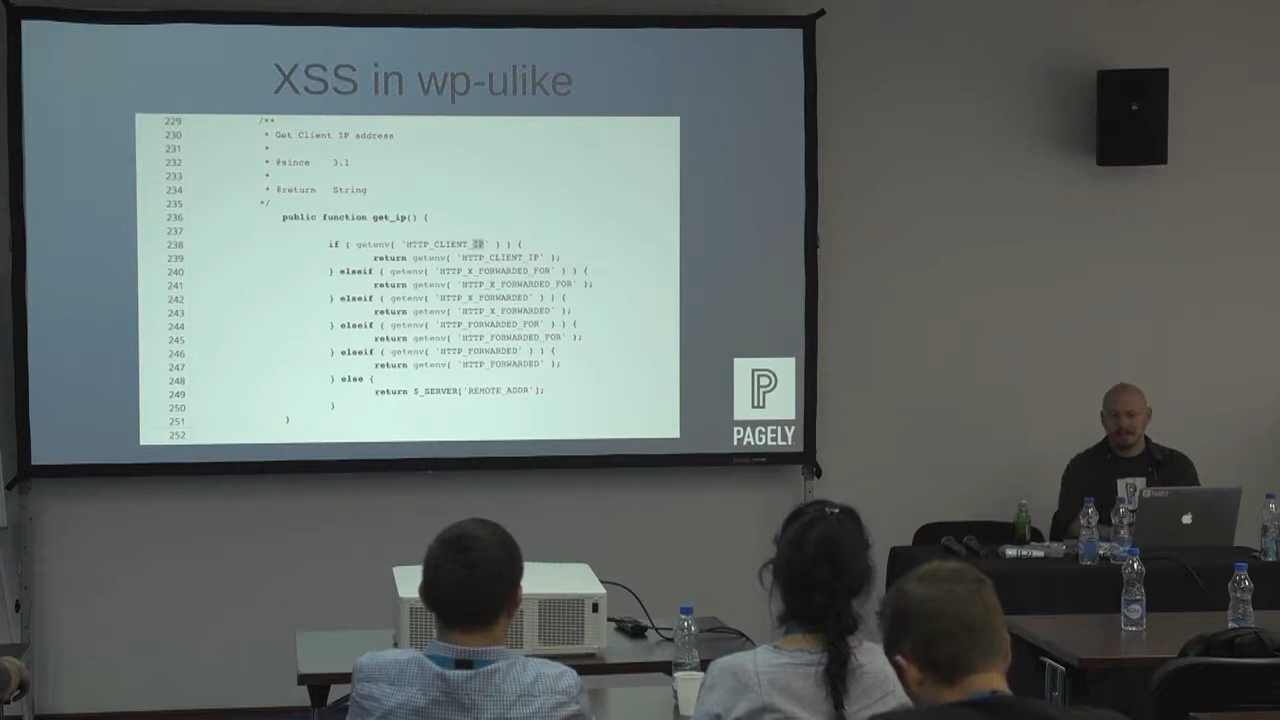 XSS in wp-ulike
229 /**
230 * Get Client IP address
231 *
232 * @since 3.1
233 *
234 * @return String
235 */
236 public function get_ip() {
237
238 if ( getenv( 'HTTP_CLIENT_IP' ) ) {
239 return getenv( 'HTTP_CLIENT_IP' );
240 } elseif ( getenv( 'HTTP_X_FORWARDED_FOR' ) ) {
241 return getenv( 'HTTP_X_FORWARDED_FOR' );
242 } elseif ( getenv( 'HTTP_X_FORWARDED' ) ) {
243 return getenv( 'HTTP_X_FORWARDED' );
244 } elseif ( getenv( 'HTTP_FORWARDED_FOR' ) ) {
245 return getenv( 'HTTP_FORWARDED_FOR' );
246 } elseif ( getenv( 'HTTP_FORWARDED' ) ) {
247 return getenv( 'HTTP_FORWARDED' );
248 } else {
249 return $_SERVER['REMOTE_ADDR'];
250 }
251 }
252
P
PAGELY
P
PAGELY